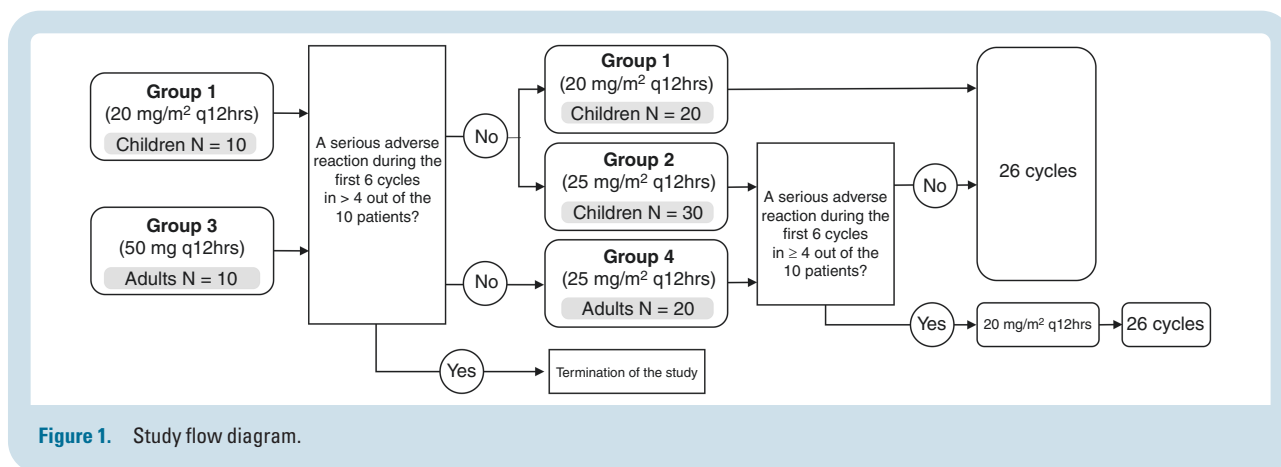 Group 1
(20 mg/m² q12hrs)
Children N = 10
Group 3
(50 mg q12hrs)
Adults N = 10
A serious adverse
reaction during the
first 6 cycles
in > 4 out of the
10 patients?
No
No
Yes
Group 1
(20 mg/m² q12hrs)
Children N = 20
Group 2
(25 mg/m² q12hrs)
Children N = 30
Group 4
(25 mg/m² q12hrs)
Adults N = 20
Termination of the study
A serious adverse
reaction during the
first 6 cycles
in ≥ 4 out of the
10 patients?
No
Yes
26 cycles
20 mg/m² q12hrs
26 cycles
Figure 1. Study flow diagram.